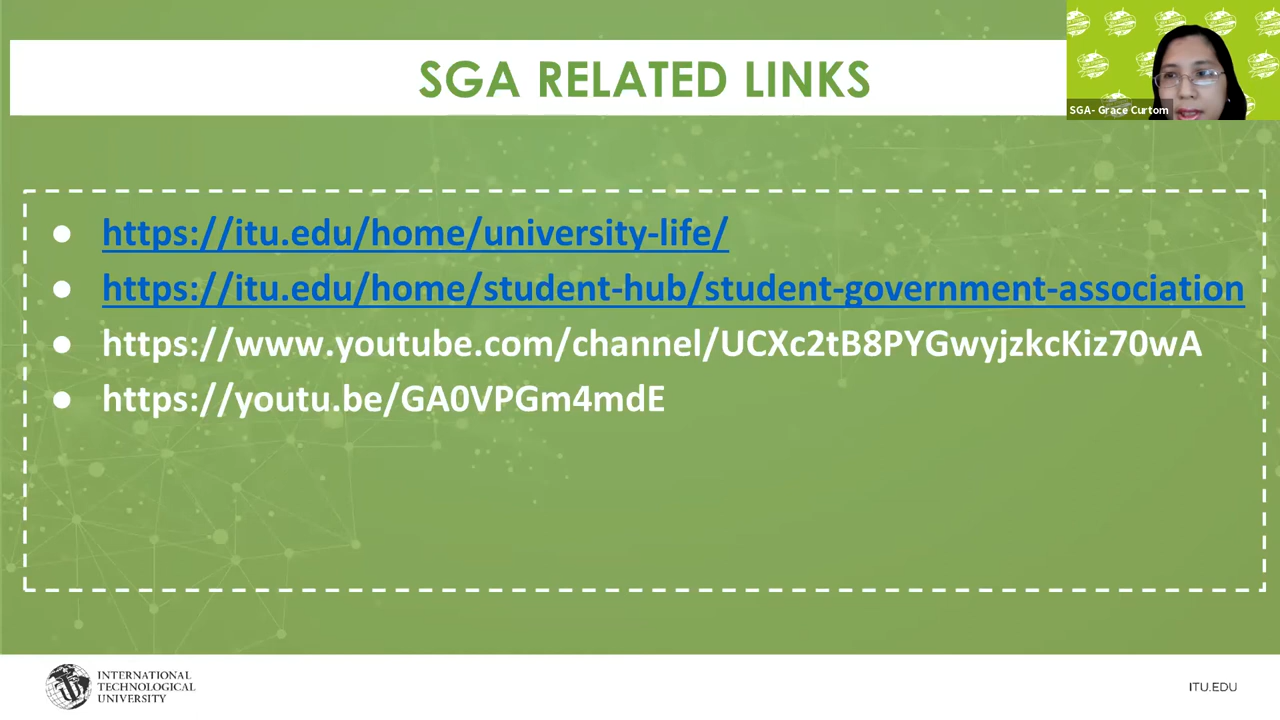 SGA RELATED LINKS
SGA- Grace Curtom
● https://itu.edu/home/university-life/
● https://itu.edu/home/student-hub/student-government-association
● https://www.youtube.com/channel/UCXc2tB8PYGwyjzkcKiz70wA
● https://youtu.be/GA0VPGm4mdE
INTERNATIONAL
TECHNOLOGICAL
UNIVERSITY
ITU.EDU